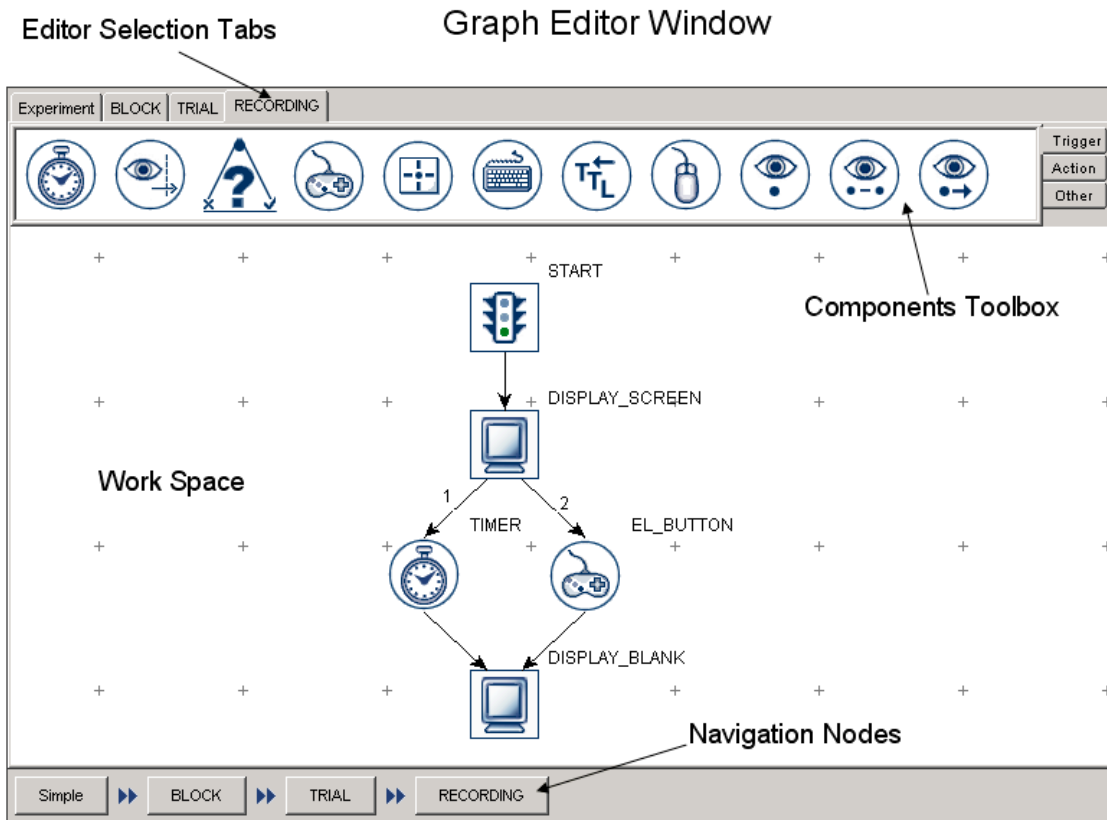 Graph Editor Window
Editor Selection Tabs
Experiment BLOCK TRIAL RECORDING
? TTL
Trigger
Action
Other
START
Components Toolbox
DISPLAY_SCREEN
Work Space
1 2
TIMER EL_BUTTON
DISPLAY_BLANK
Navigation Nodes
Simple BLOCK TRIAL RECORDING